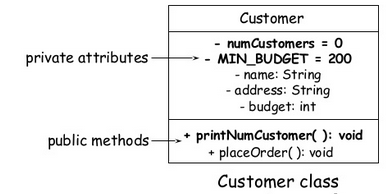 Customer
- numCustomers = 0
private attributes
- MIN_BUDGET = 200
- name: String
- address: String
- budget: int
public methods
+ printNumCustomer( ): void
+ placeOrder( ): void
Customer class